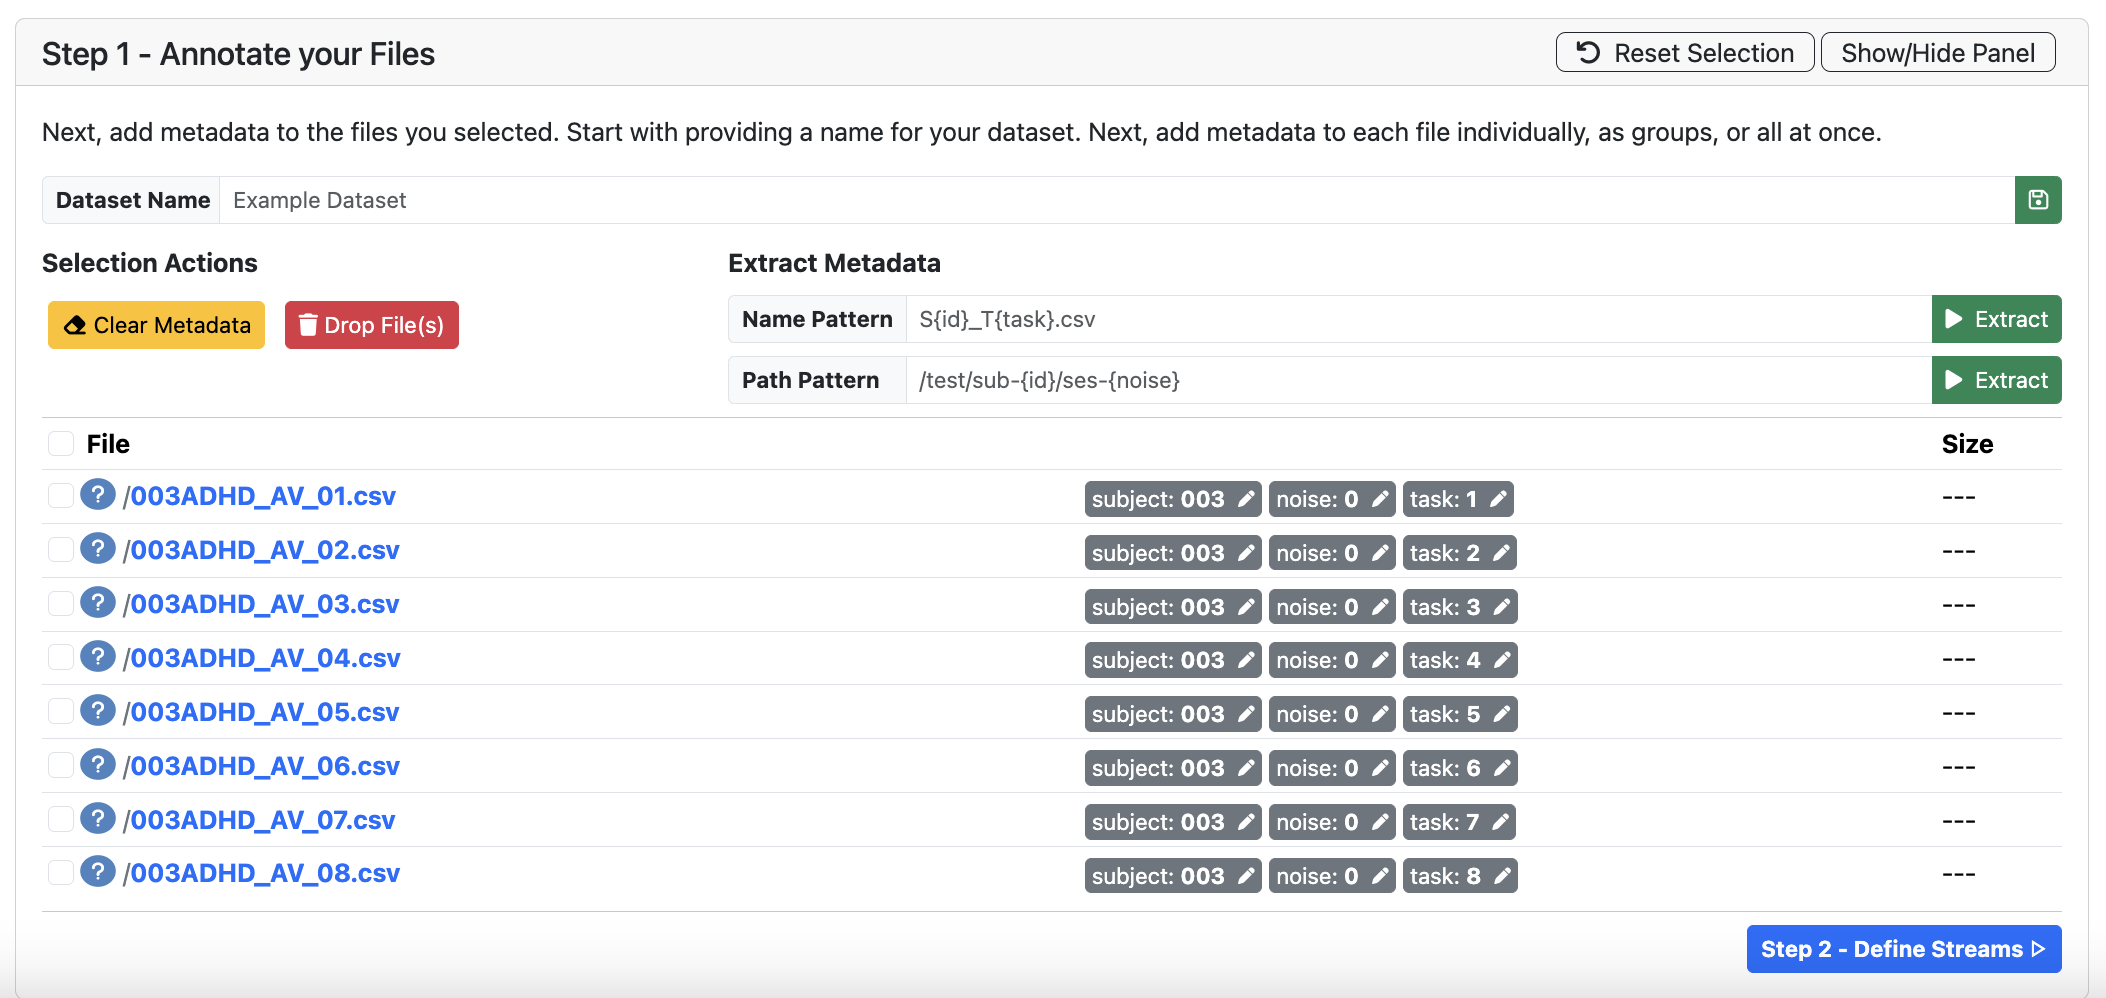 Step 1 - Annotate your Files
Reset Selection
Show/Hide Panel
Next, add metadata to the files you selected. Start with providing a name for your dataset. Next, add metadata to each file individually, as groups, or all at once.
Dataset Name Example Dataset
Selection Actions
Extract Metadata
Clear Metadata
Drop File(s)
Name Pattern S{id}_T{task}.csv Extract
Path Pattern /test/sub-{id}/ses-{noise} Extract
File Size
? /003ADHD_AV_01.csv subject: 003 noise: 0 task: 1 ---
? /003ADHD_AV_02.csv subject: 003 noise: 0 task: 2 ---
? /003ADHD_AV_03.csv subject: 003 noise: 0 task: 3 ---
? /003ADHD_AV_04.csv subject: 003 noise: 0 task: 4 ---
? /003ADHD_AV_05.csv subject: 003 noise: 0 task: 5 ---
? /003ADHD_AV_06.csv subject: 003 noise: 0 task: 6 ---
? /003ADHD_AV_07.csv subject: 003 noise: 0 task: 7 ---
? /003ADHD_AV_08.csv subject: 003 noise: 0 task: 8 ---
Step 2 - Define Streams